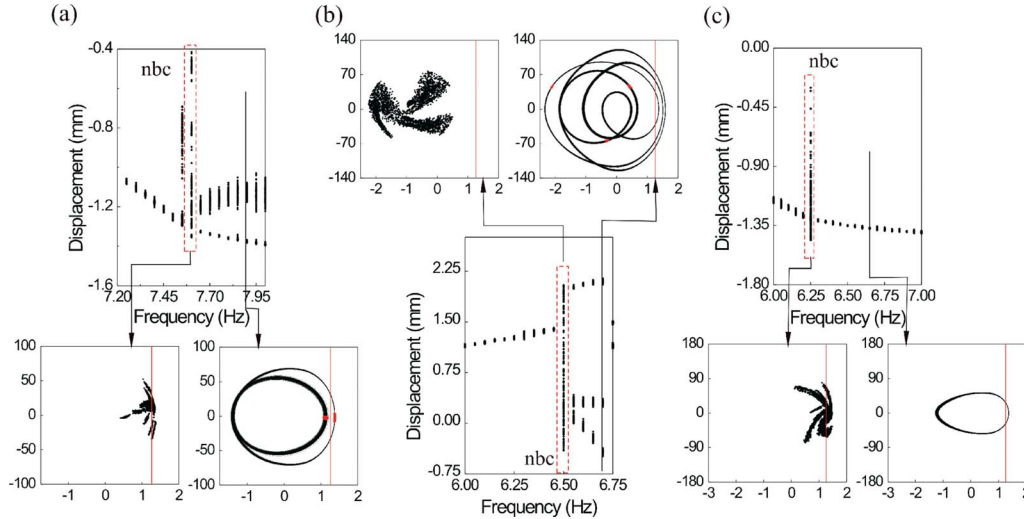 (a)
(b)
(c)
-0.4
-0.8
-1.2
-1.6
Displacement (mm)
nbc
7.20 7.45 7.70 7.95
Frequency (Hz)
100
50
0
-50
-100
-1 0 1 2
100
50
0
-50
-100
-2 -1 0 1 2
140
70
0
-70
-140
-2 -1 0 1 2
140
70
0
-70
-140
-2 -1 0 1 2
2.25
1.50
0.75
0.00
-0.75
Displacement (mm)
nbc
6.00 6.25 6.50 6.75
Frequency (Hz)
0.00
-0.45
-0.90
-1.35
-1.80
Displacement (mm)
nbc
6.00 6.25 6.50 6.75 7.00
Frequency (Hz)
180
90
0
-90
-180
-3 -2 -1 0 1 2
180
90
0
-90
-180
-3 -2 -1 0 1 2